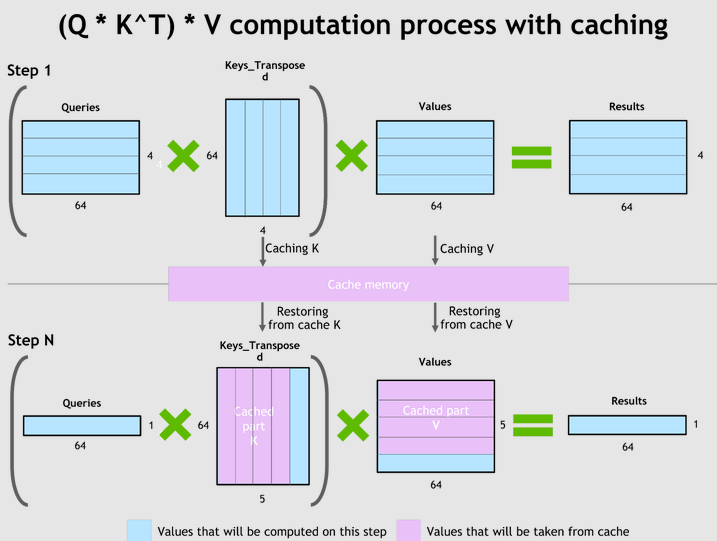 (Q * K^T) * V computation process with caching
Step 1
Keys_Transpose
d
Queries
Values
Results
4
4
64
4
64
64
64
4
Caching K
Caching V
Cache memory
Restoring
from cache K
Restoring
from cache V
Step N
Keys_Transpose
d
Values
Queries
Results
Cached
part
K
Cached part
V
1
64
5
1
64
64
64
5
Values that will be computed on this step
Values that will be taken from cache